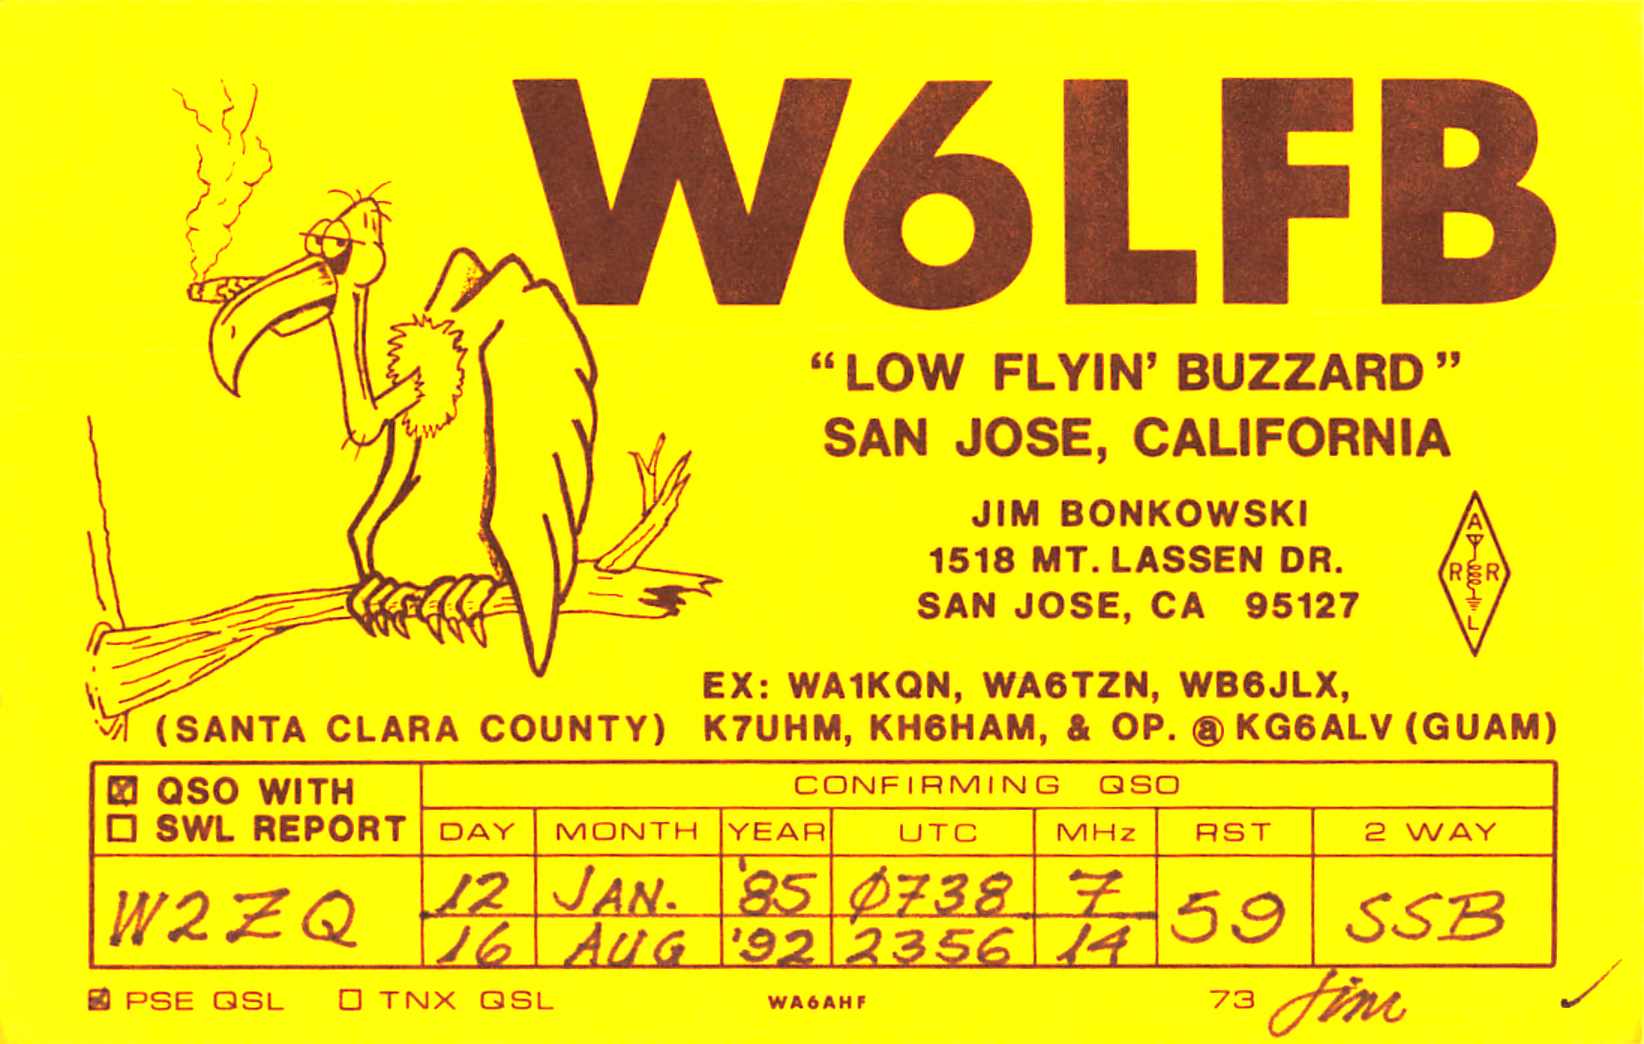 W6LFB
"LOW FLYIN' BUZZARD"
SAN JOSE, CALIFORNIA
JIM BONKOWSKI
1518 MT. LASSEN DR.
SAN JOSE, CA 95127
A
R R
L
EX: WA1KQN, WA6TZN, WB6JLX,
(SANTA CLARA COUNTY) K7UHM, KH6HAM, & OP. @ KG6ALV (GUAM)
QSO WITH
SWL REPORT
CONFIRMING QSO
DAY MONTH YEAR UTC MHz RST 2 WAY
W2ZQ
12 JAN. '85 Ø738 7
16 AUG '92 2356 14
59 SSB
PSE QSL TNX QSL WA6AHF 73 Jim